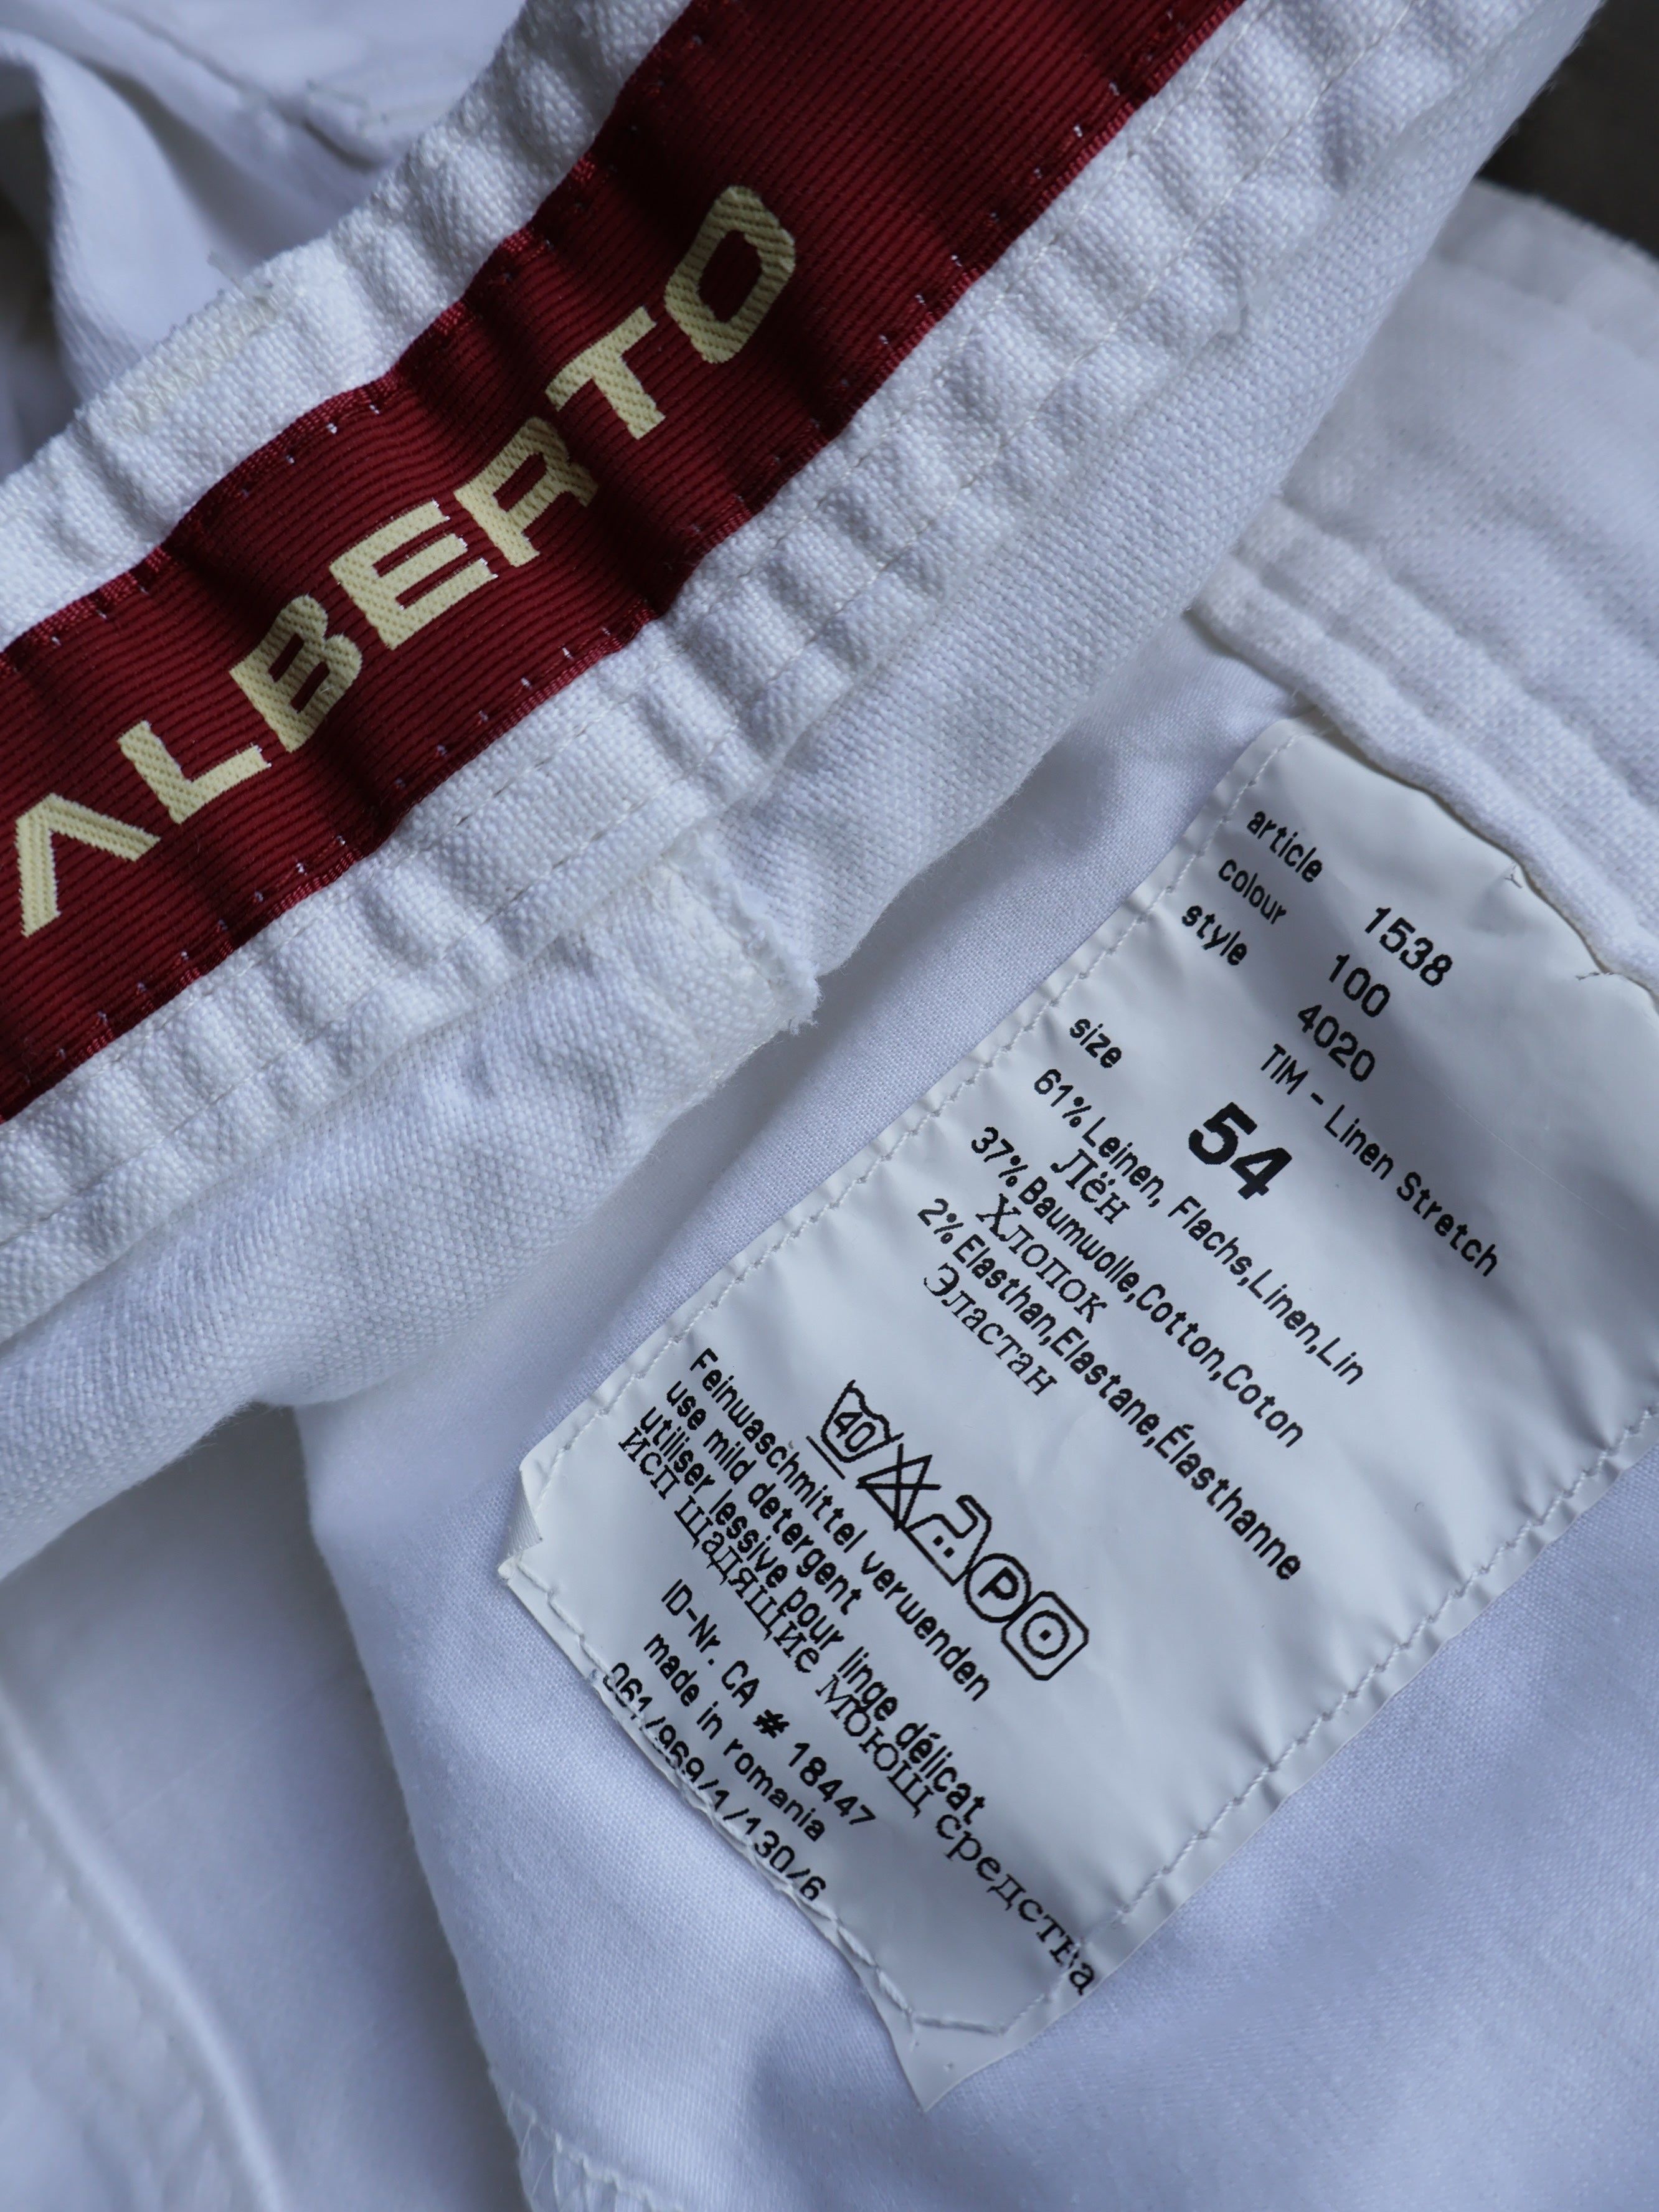 ALBERTO
article 1538
colour 100
style 4020
TIM - Linen Stretch
size 54
61% Leinen, Flachs,Linen,Lin
Лён
37% Baumwolle,Cotton,Coton
Хлопок
2% Elasthan,Elastane,Élasthanne
Эластан
40 P
Feinwaschmittel verwenden
use mild detergent
utiliser lessive pour linge délicat
исп щадящие моющ средства
ID-Nr. CA # 18447
made in romania
061/969/1/130/6